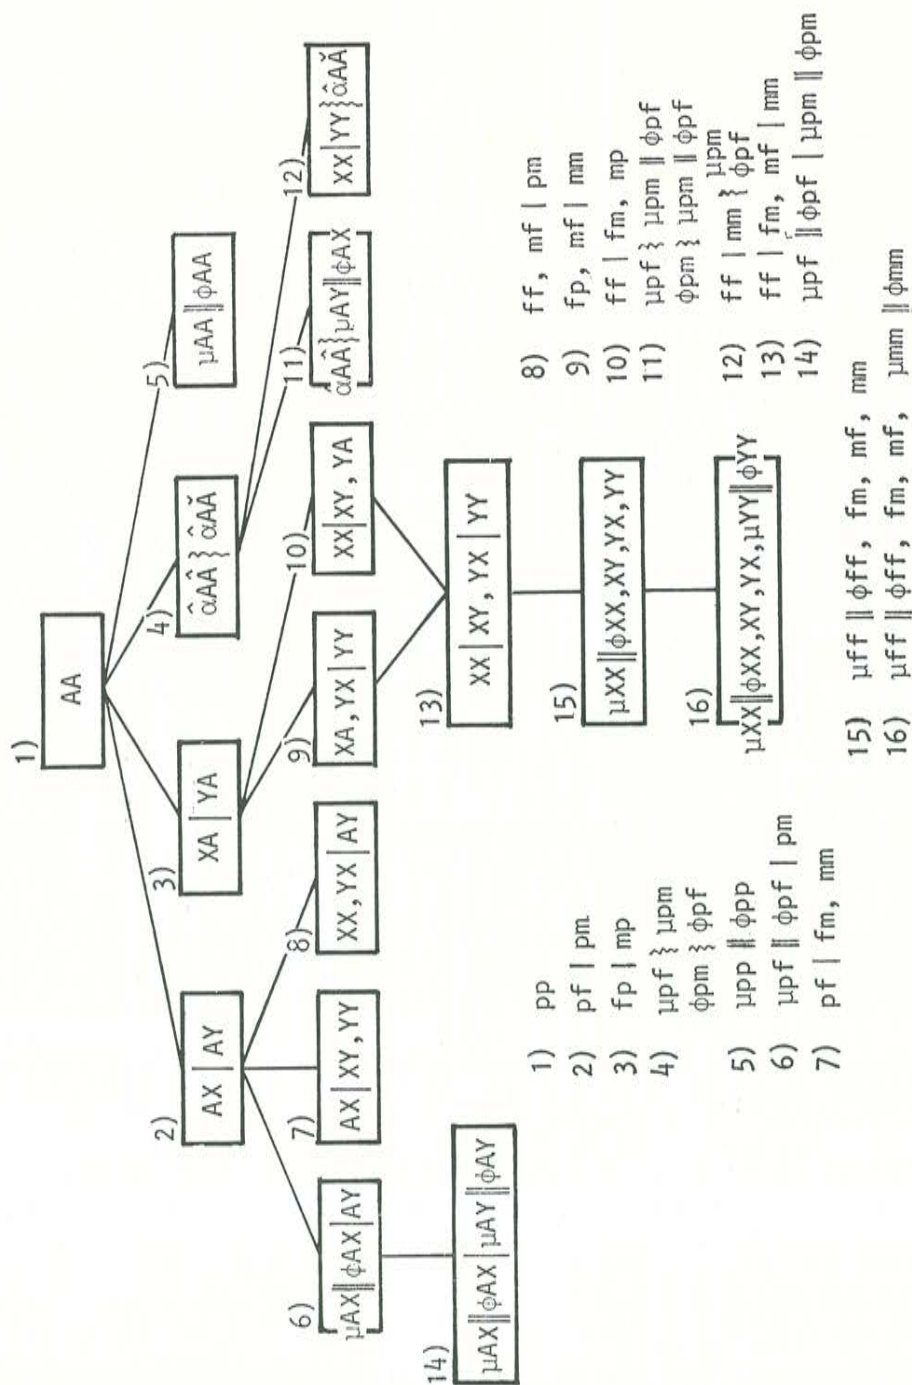 1)
AA
2)
AX | AY
3)
XA | YA
4)
α̂AÂ } α̂AǍ
5)
μAA || ϕAA
6)
μAX || ϕAX | AY
7)
AX | XY, YY
8)
XX, YX | AY
9)
XA, YX | YY
10)
XX | XY, YA
11)
α̂AÂ } μAY || ϕAX
12)
XX | YY } α̂AǍ
13)
XX | XY, YX | YY
14)
μAX || ϕAX | μAY || ϕAY
15)
μXX || ϕXX, XY, YX, YY
16)
μXX || ϕXX, XY, YX, μYY || ϕYY
1) pp
2) pf | pm
3) fp | mp
4) μpf } μpm
ϕpm } ϕpf
5) μpp || ϕpp
6) μpf || ϕpf | pm
7) pf | fm, mm
8) ff, mf | pm
9) fp, mf | mm
10) ff | fm, mp
11) μpf } μpm || ϕpf
ϕpm } μpm || ϕpf
12) ff | mm } μpm ϕpf
13) ff | fm, mf | mm
14) μpf || ϕpf | μpm || ϕpm
15) μff || ϕff, fm, mf, mm
16) μff || ϕff, fm, mf, μmm || ϕmm